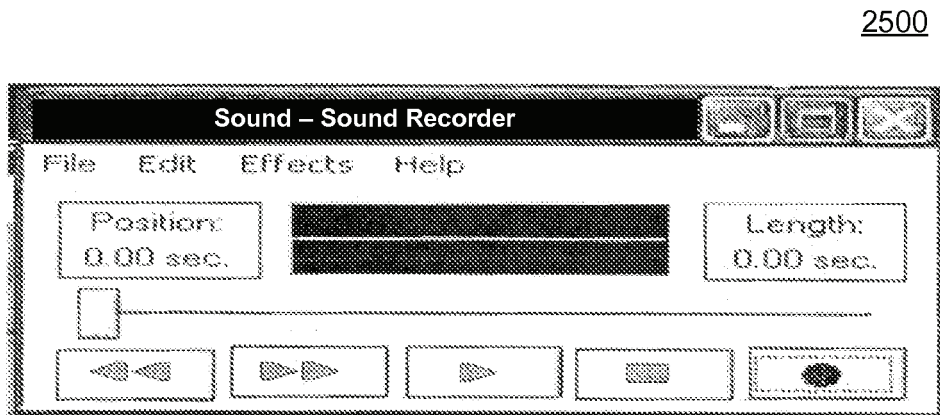 2500
Sound – Sound Recorder
File Edit Effects Help
Position:
0.00 sec.
Length:
0.00 sec.